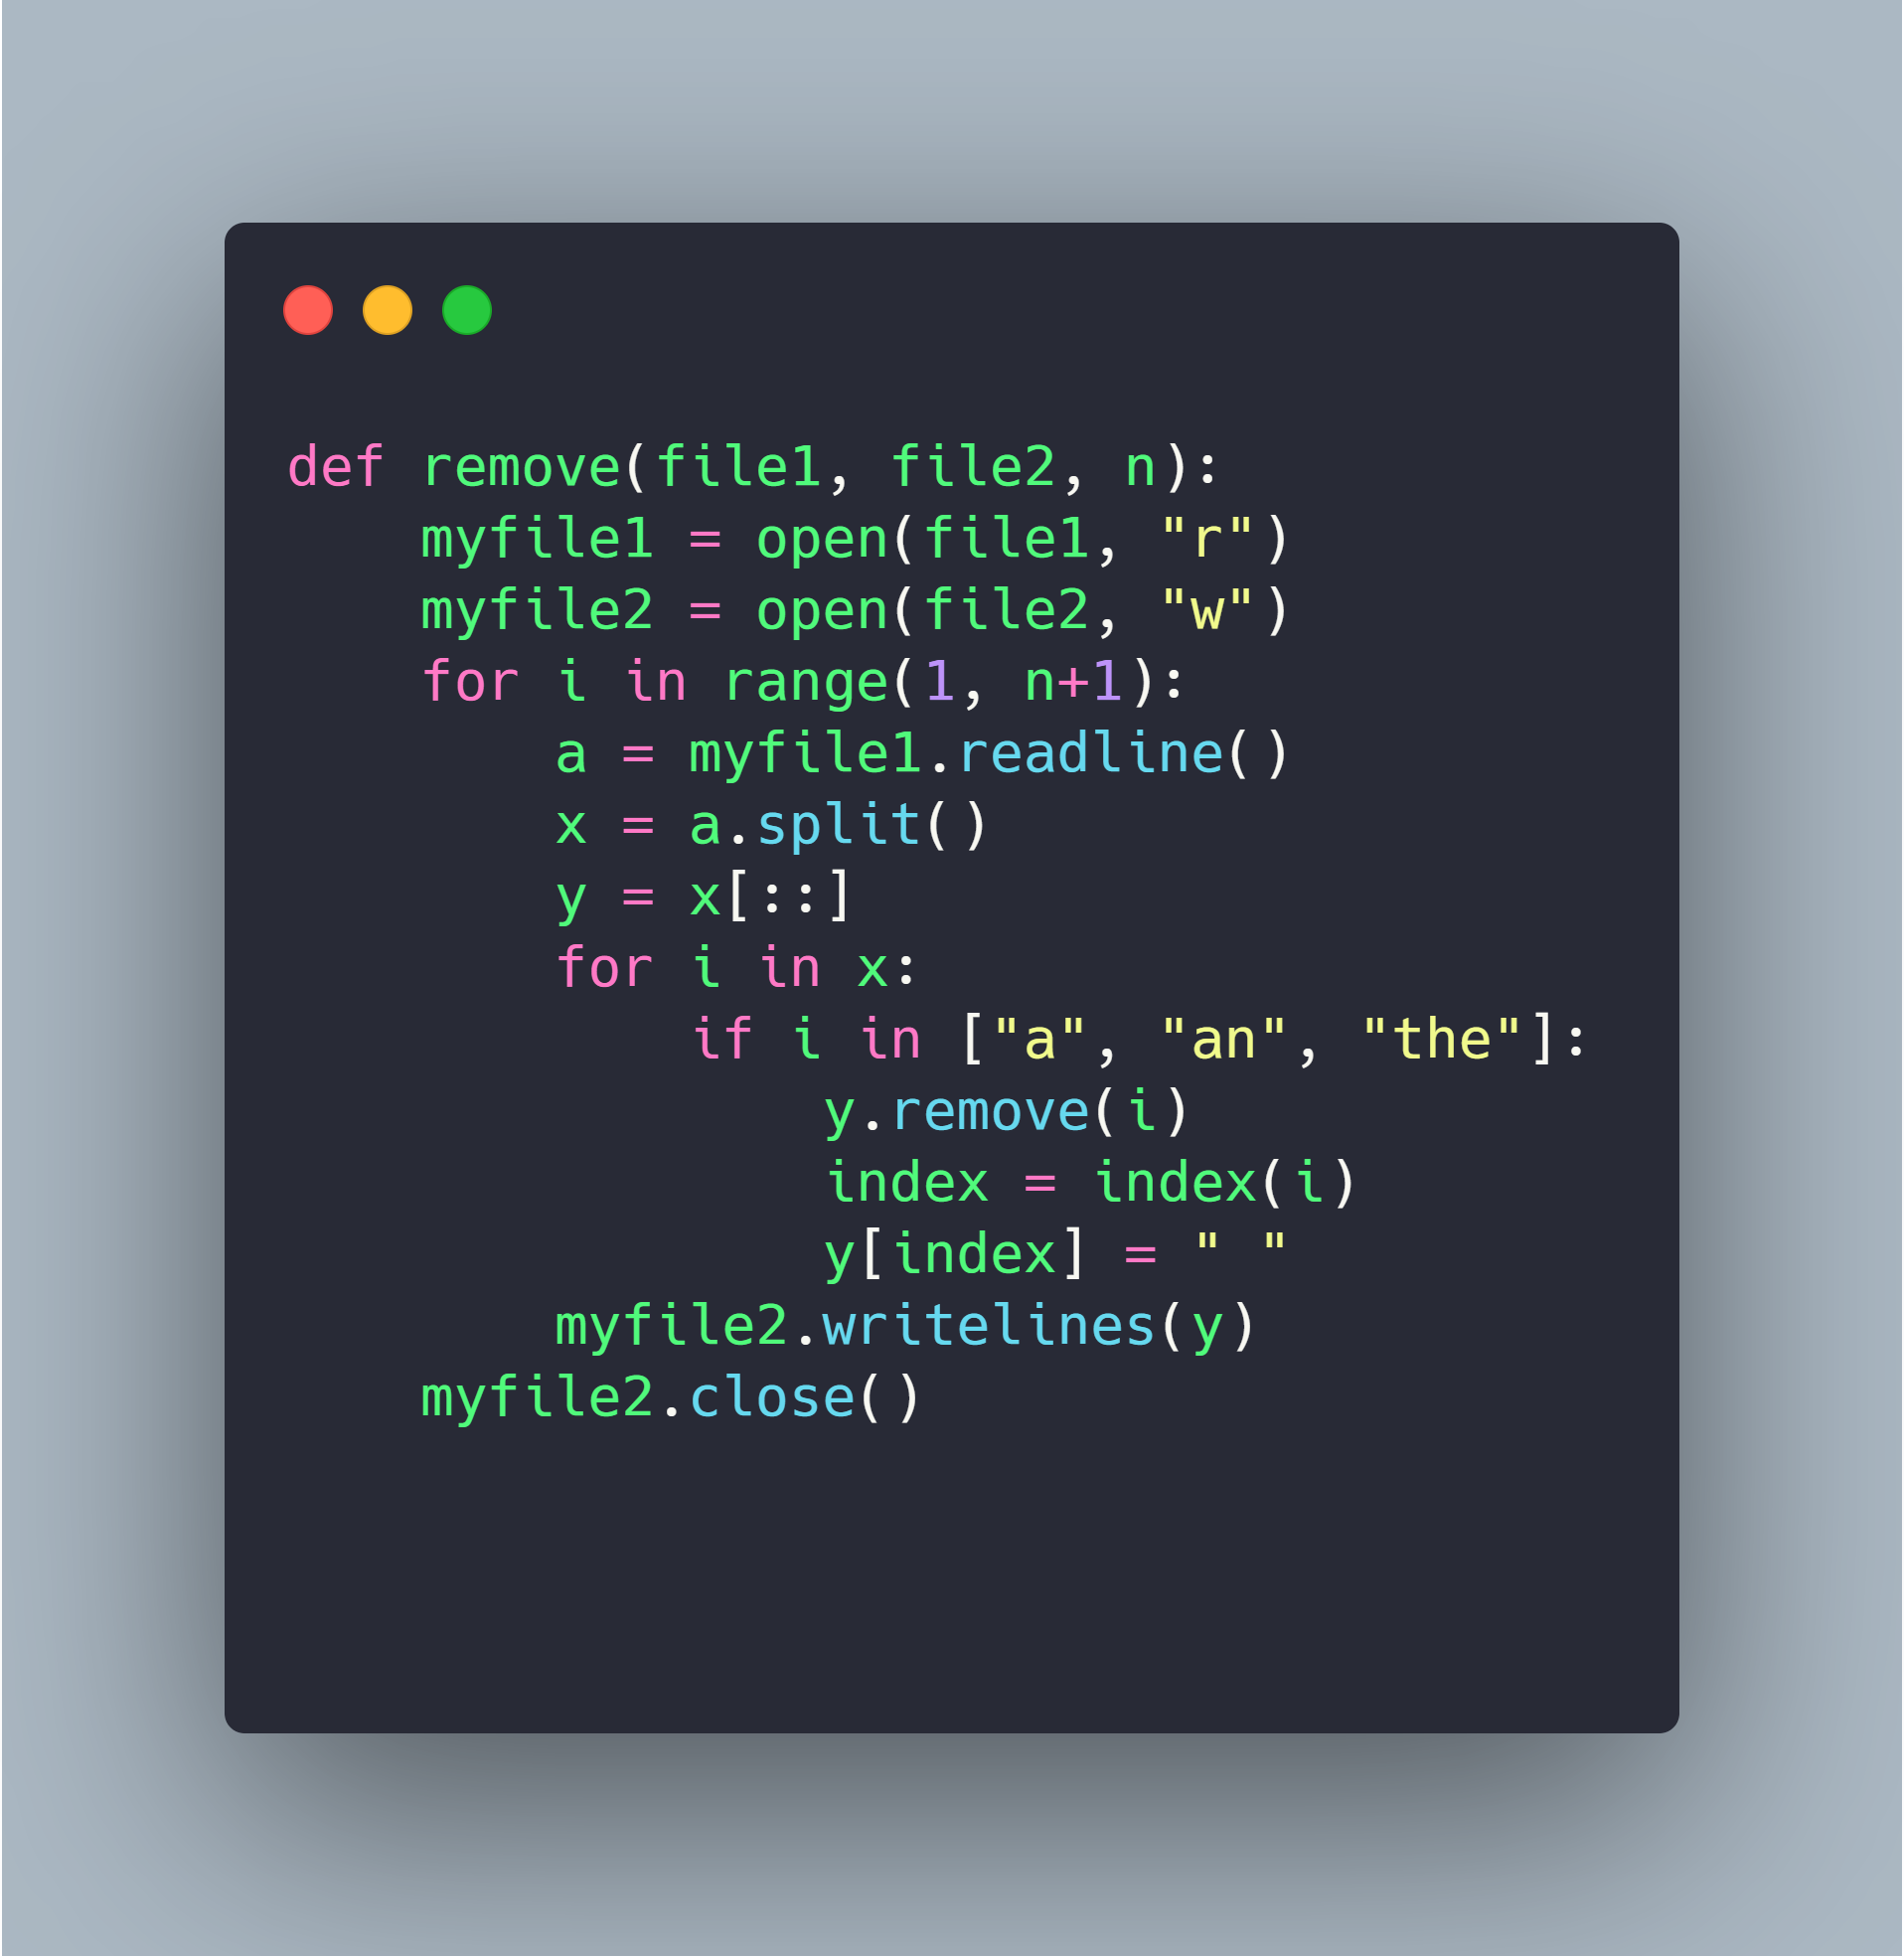 def remove(file1, file2, n):
    myfile1 = open(file1, "r")
    myfile2 = open(file2, "w")
    for i in range(1, n+1):
        a = myfile1.readline()
        x = a.split()
        y = x[::]
        for i in x:
            if i in ["a", "an", "the"]:
                y.remove(i)
                index = index(i)
                y[index] = " "
        myfile2.writelines(y)
    myfile2.close()